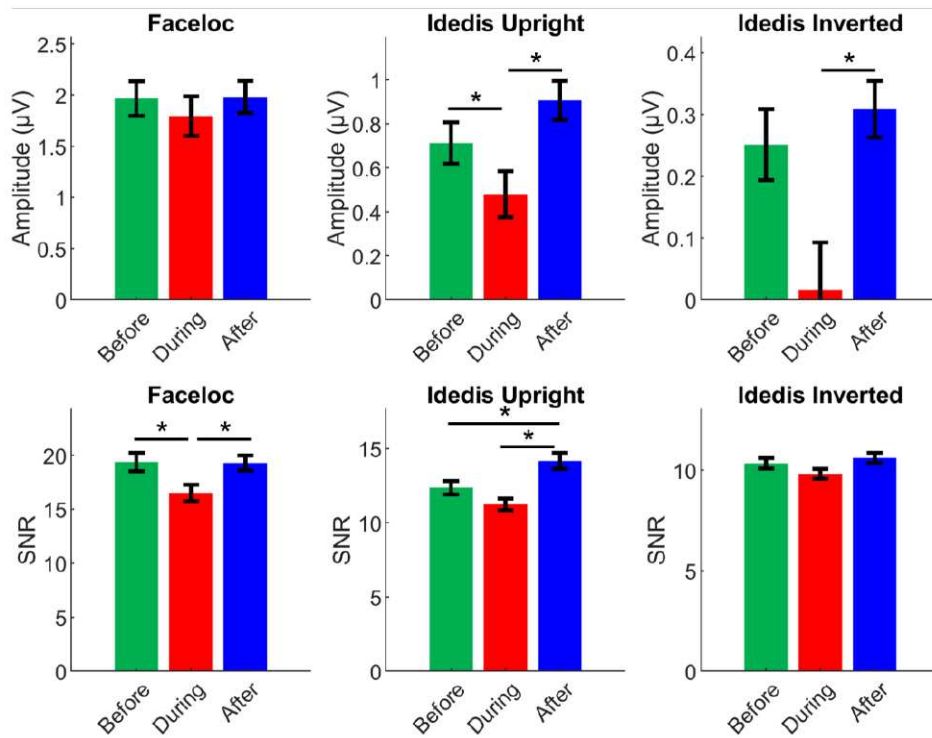 Faceloc
Amplitude (μV)
2.5
2
1.5
1
0.5
0
Before
During
After
Idedis Upright
Amplitude (μV)
1
0.8
0.6
0.4
0.2
0
*
*
Before
During
After
Idedis Inverted
Amplitude (μV)
0.4
0.3
0.2
0.1
0
*
Before
During
After
Faceloc
SNR
20
15
10
5
0
*
*
Before
During
After
Idedis Upright
SNR
15
10
5
0
*
*
Before
During
After
Idedis Inverted
SNR
10
5
0
Before
During
After